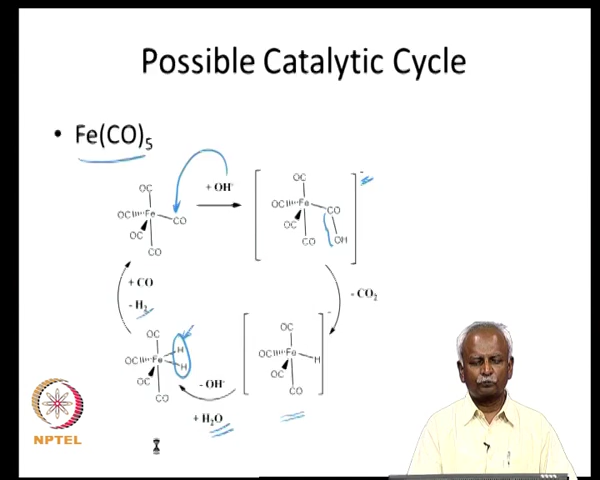 Possible Catalytic Cycle
• Fe(CO)₅
OC
OC Fe CO
OC
CO
+ OH⁻
OC
OC Fe CO
OC OH
CO
-
+ CO
- H₂
- CO₂
OC
OC Fe H
OC H
CO
- OH⁻
+ H₂O
OC
OC Fe H
OC
CO
-
NPTEL